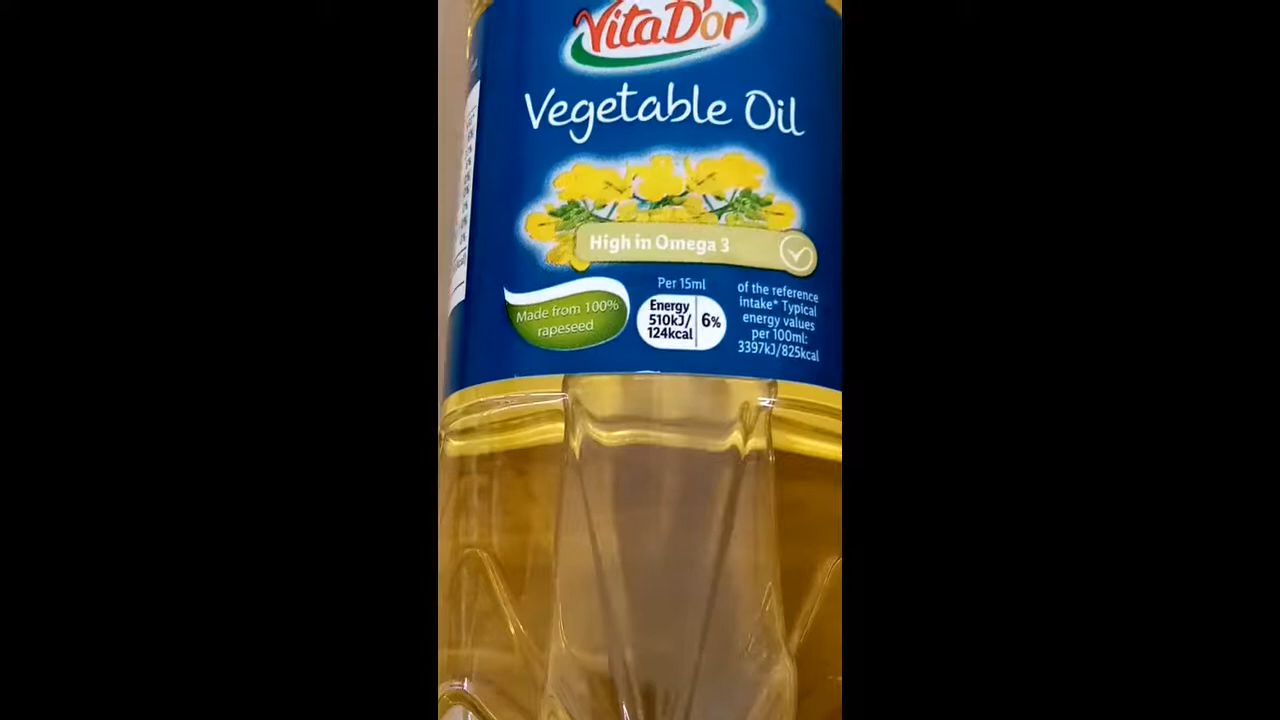 VitaD'or
Vegetable Oil
High in Omega 3
Made from 100%
rapeseed
Per 15ml
Energy
510kJ/
124kcal
6%
of the reference
intake* Typical
energy values
per 100ml:
3397kJ/825kcal